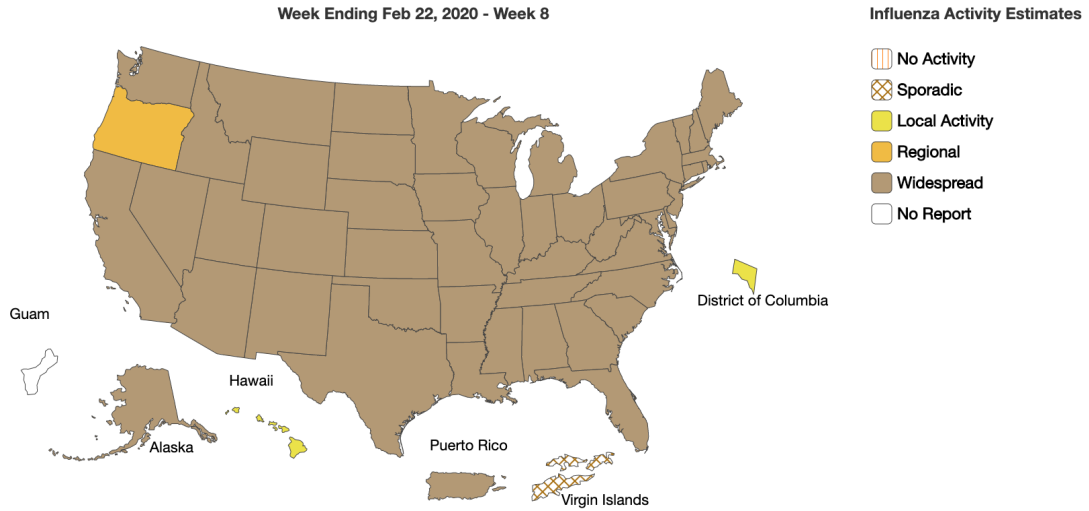 Week Ending Feb 22, 2020 - Week 8
Influenza Activity Estimates
No Activity
Sporadic
Local Activity
Regional
Widespread
No Report
District of Columbia
Guam
Hawaii
Alaska
Puerto Rico
Virgin Islands